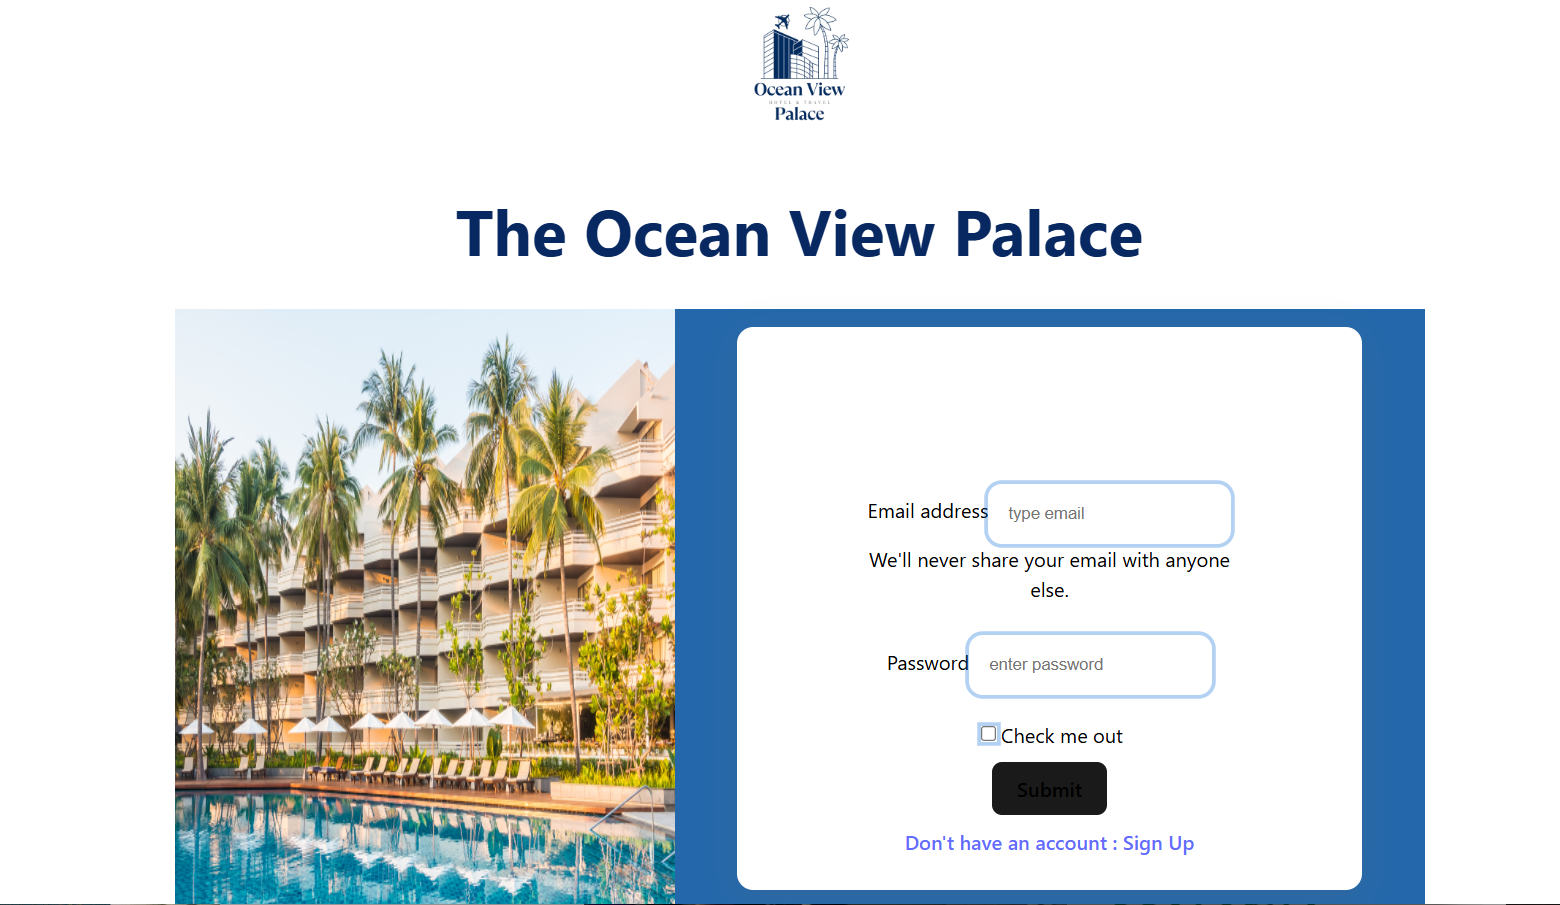 Ocean View
HOTEL & TRAVEL
Palace
The Ocean View Palace
Email address type email
We'll never share your email with anyone
else.
Password enter password
Check me out
Submit
Don't have an account : Sign Up